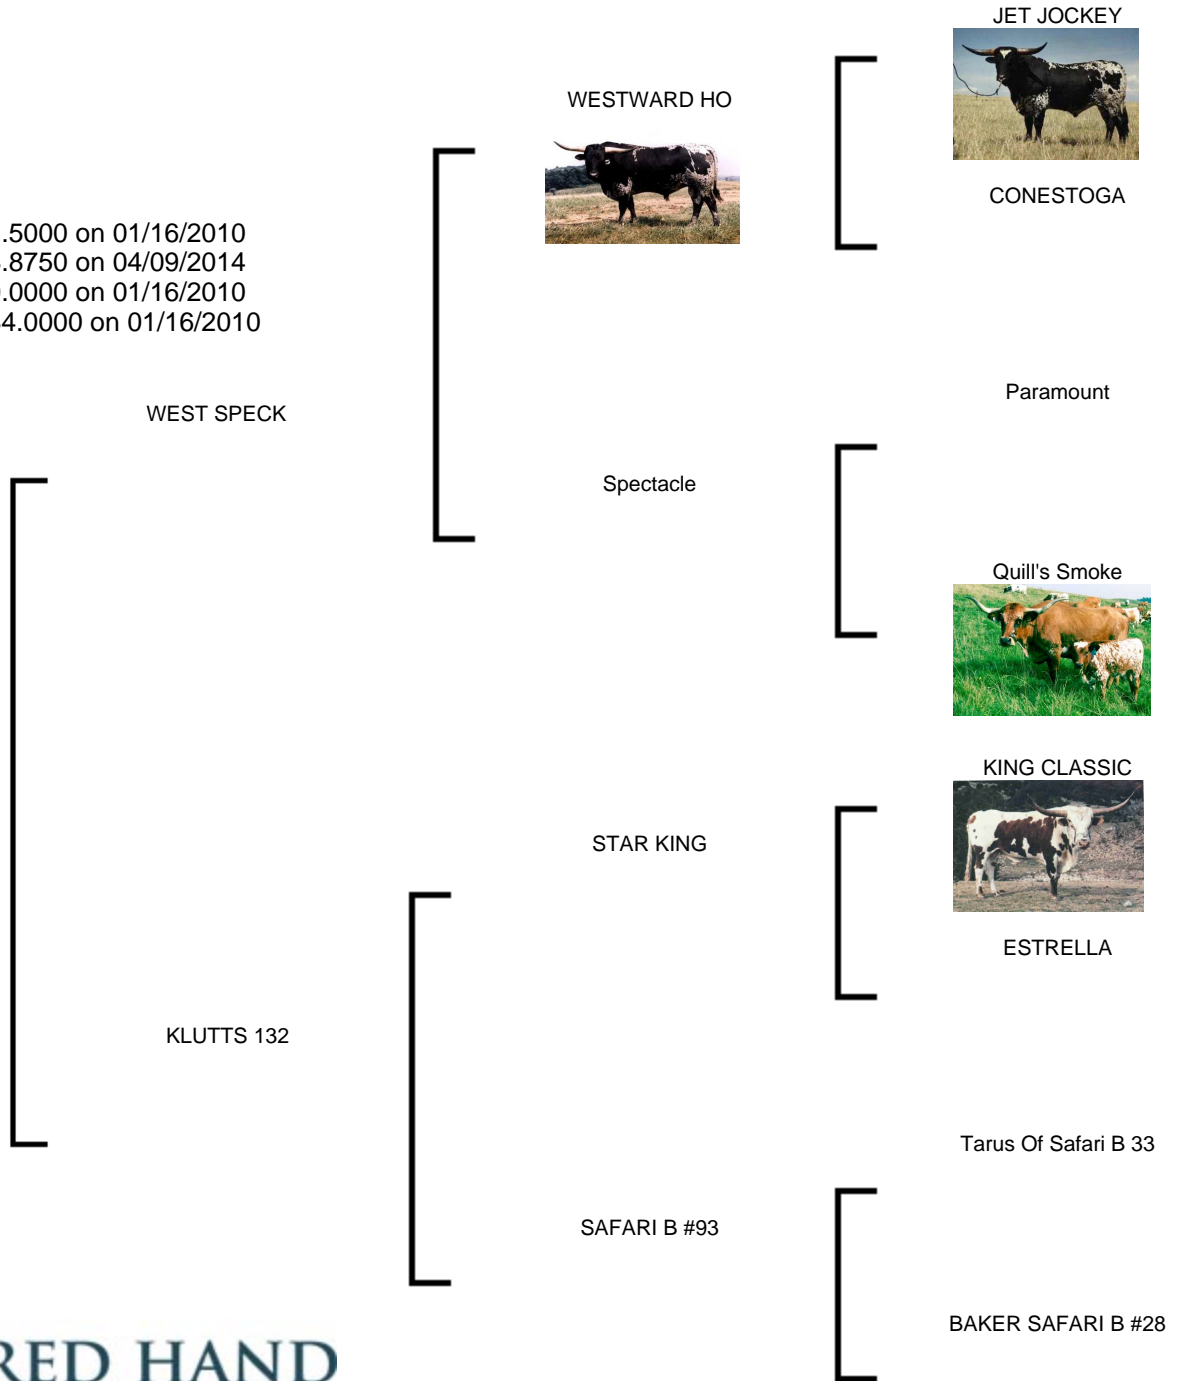 JET JOCKEY
WESTWARD HO
CONESTOGA
.5000 on 01/16/2010
.8750 on 04/09/2014
.0000 on 01/16/2010
4.0000 on 01/16/2010
Paramount
WEST SPECK
Spectacle
Quill's Smoke
KING CLASSIC
STAR KING
ESTRELLA
KLUTTS 132
Tarus Of Safari B 33
SAFARI B #93
BAKER SAFARI B #28
RED HAND